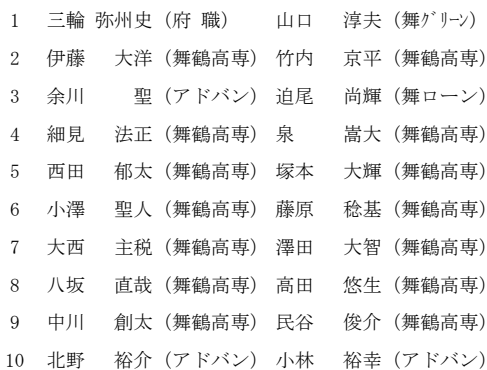 1 三輪 弥州史（府 職） 山口 淳夫（舞ｸﾞﾘｰﾝ）
2 伊藤 大洋（舞鶴高専） 竹内 京平（舞鶴高専）
3 余川 聖（アドバン） 迫尾 尚輝（舞ローン）
4 細見 法正（舞鶴高専） 泉 嵩大（舞鶴高専）
5 西田 郁太（舞鶴高専） 塚本 大輝（舞鶴高専）
6 小澤 聖人（舞鶴高専） 藤原 稔基（舞鶴高専）
7 大西 主税（舞鶴高専） 澤田 大智（舞鶴高専）
8 八坂 直哉（舞鶴高専） 高田 悠生（舞鶴高専）
9 中川 創太（舞鶴高専） 民谷 俊介（舞鶴高専）
10 北野 裕介（アドバン） 小林 裕幸（アドバン）